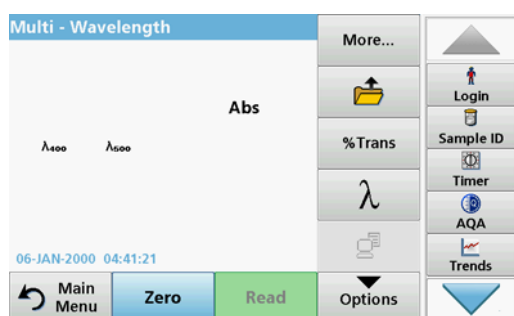 Multi - Wavelength
Abs
λ₄₀₀ λ₅₀₀
06-JAN-2000 04:41:21
Main
Menu
Zero
Read
More...
%Trans
λ
Options
Login
Sample ID
Timer
AQA
Trends